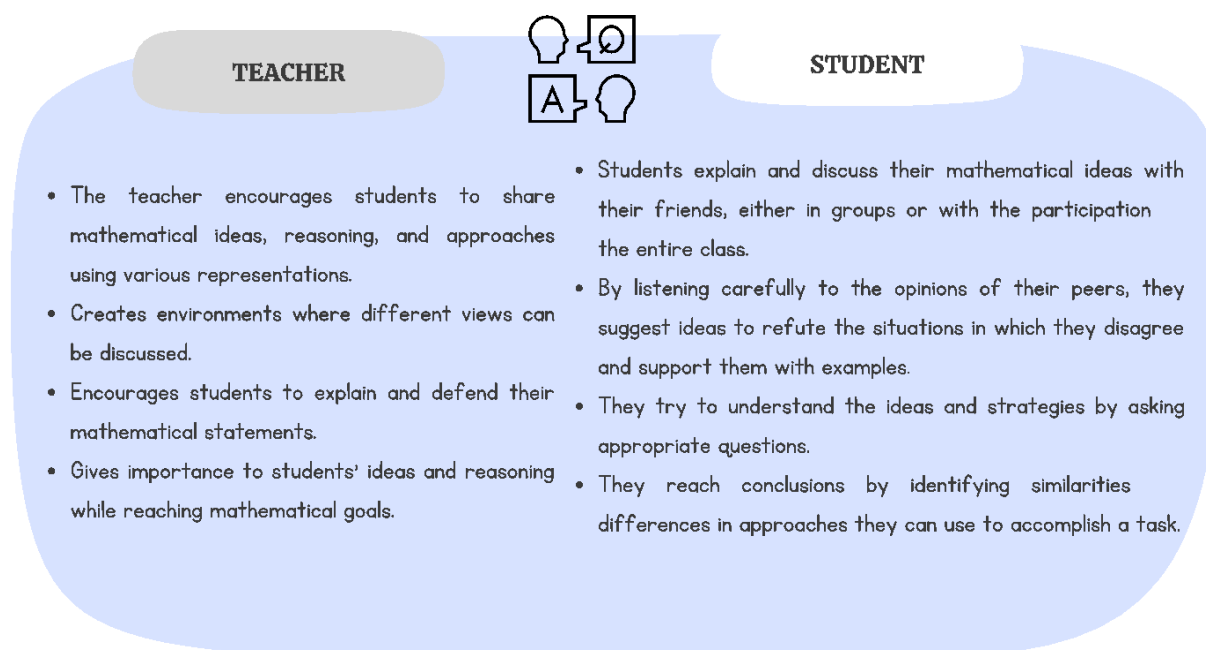 TEACHER
Q
A
STUDENT
• The teacher encourages students to share
mathematical ideas, reasoning, and approaches
using various representations.
• Creates environments where different views can
be discussed.
• Encourages students to explain and defend their
mathematical statements.
• Gives importance to students' ideas and reasoning
while reaching mathematical goals.
• Students explain and discuss their mathematical ideas with
their friends, either in groups or with the participation
the entire class.
• By listening carefully to the opinions of their peers, they
suggest ideas to refute the situations in which they disagree
and support them with examples.
• They try to understand the ideas and strategies by asking
appropriate questions.
• They reach conclusions by identifying similarities
differences in approaches they can use to accomplish a task.